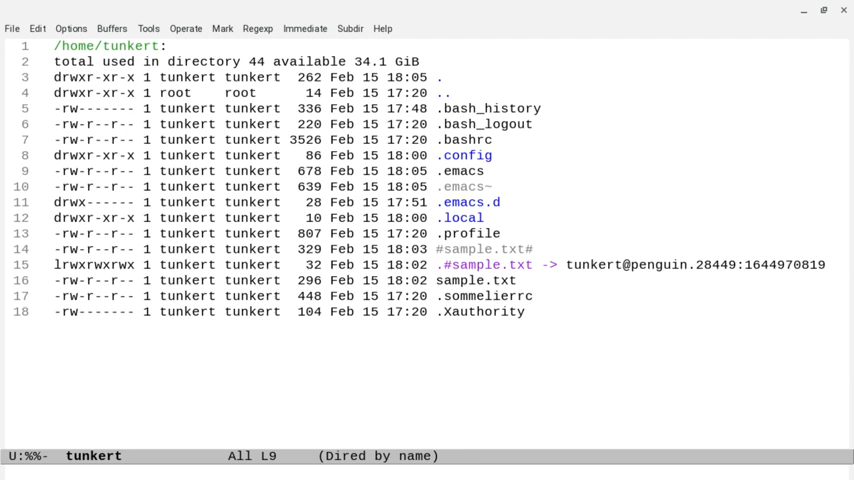 File Edit Options Buffers Tools Operate Mark Regexp Immediate Subdir Help
1 /home/tunkert:
2 total used in directory 44 available 34.1 GiB
3 drwxr-xr-x 1 tunkert tunkert 262 Feb 15 18:05 .
4 drwxr-xr-x 1 root root 14 Feb 15 17:20 ..
5 -rw------- 1 tunkert tunkert 336 Feb 15 17:48 .bash_history
6 -rw-r--r-- 1 tunkert tunkert 220 Feb 15 17:20 .bash_logout
7 -rw-r--r-- 1 tunkert tunkert 3526 Feb 15 17:20 .bashrc
8 drwxr-xr-x 1 tunkert tunkert 86 Feb 15 18:00 .config
9 -rw-r--r-- 1 tunkert tunkert 678 Feb 15 18:05 .emacs
10 -rw-r--r-- 1 tunkert tunkert 639 Feb 15 18:05 .emacs~
11 drwx------ 1 tunkert tunkert 28 Feb 15 17:51 .emacs.d
12 drwxr-xr-x 1 tunkert tunkert 10 Feb 15 18:00 .local
13 -rw-r--r-- 1 tunkert tunkert 807 Feb 15 17:20 .profile
14 -rw-r--r-- 1 tunkert tunkert 329 Feb 15 18:03 #sample.txt#
15 lrwxrwxrwx 1 tunkert tunkert 32 Feb 15 18:02 .#sample.txt -> tunkert@penguin.28449:1644970819
16 -rw-r--r-- 1 tunkert tunkert 296 Feb 15 18:02 sample.txt
17 -rw-r--r-- 1 tunkert tunkert 448 Feb 15 17:20 .sommelierrc
18 -rw------- 1 tunkert tunkert 104 Feb 15 17:20 .Xauthority
U:%%- tunkert All L9 (Dired by name)